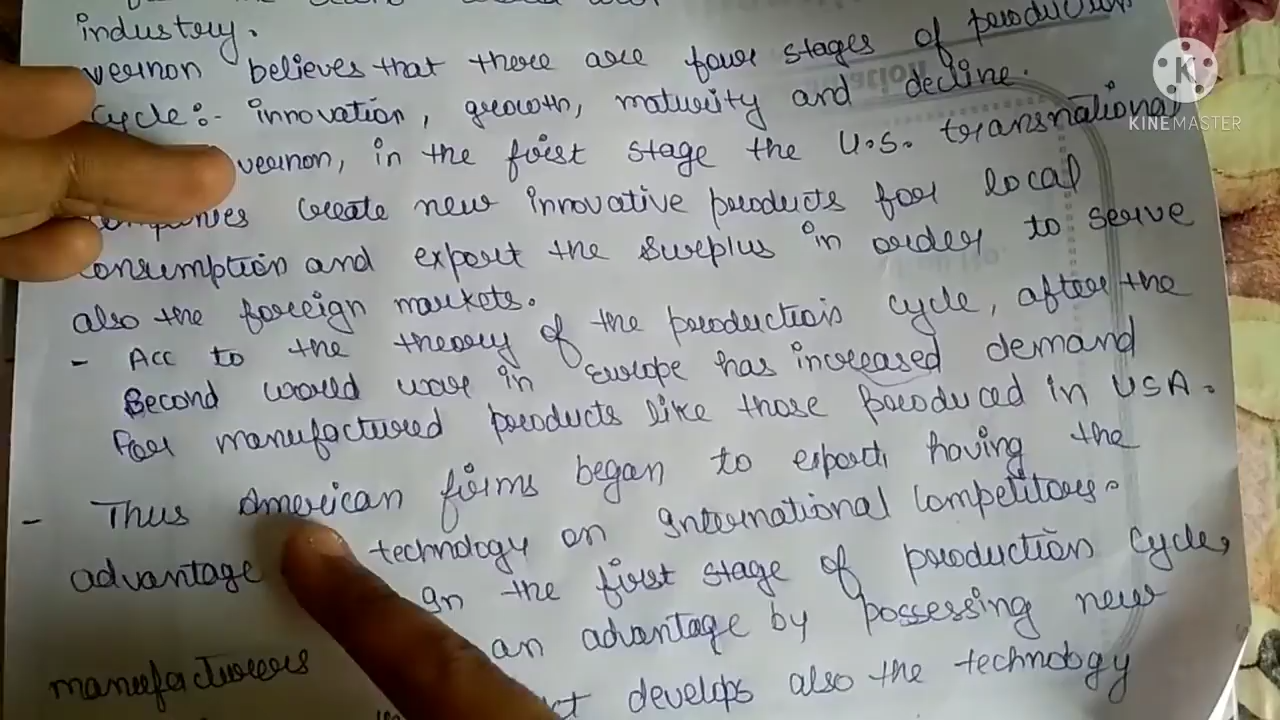 industry.
vernon believes that there are four stages of production
cycle:- innovation, growth, maturity and decline.
vernon, in the first stage the U.S. transnational
companies create new innovative products for local
consumption and export the surplus in order to serve
also the foreign markets.
- Acc to the theory of the production cycle, after the
Second world war in Europe has increased demand
for manufactured products like those produced in USA.
- Thus American firms began to export, having the
advantage technology on International competitors.
In the first stage of production cycle,
manufacturers an advantage by possessing new
develops also the technology
KINEMASTER